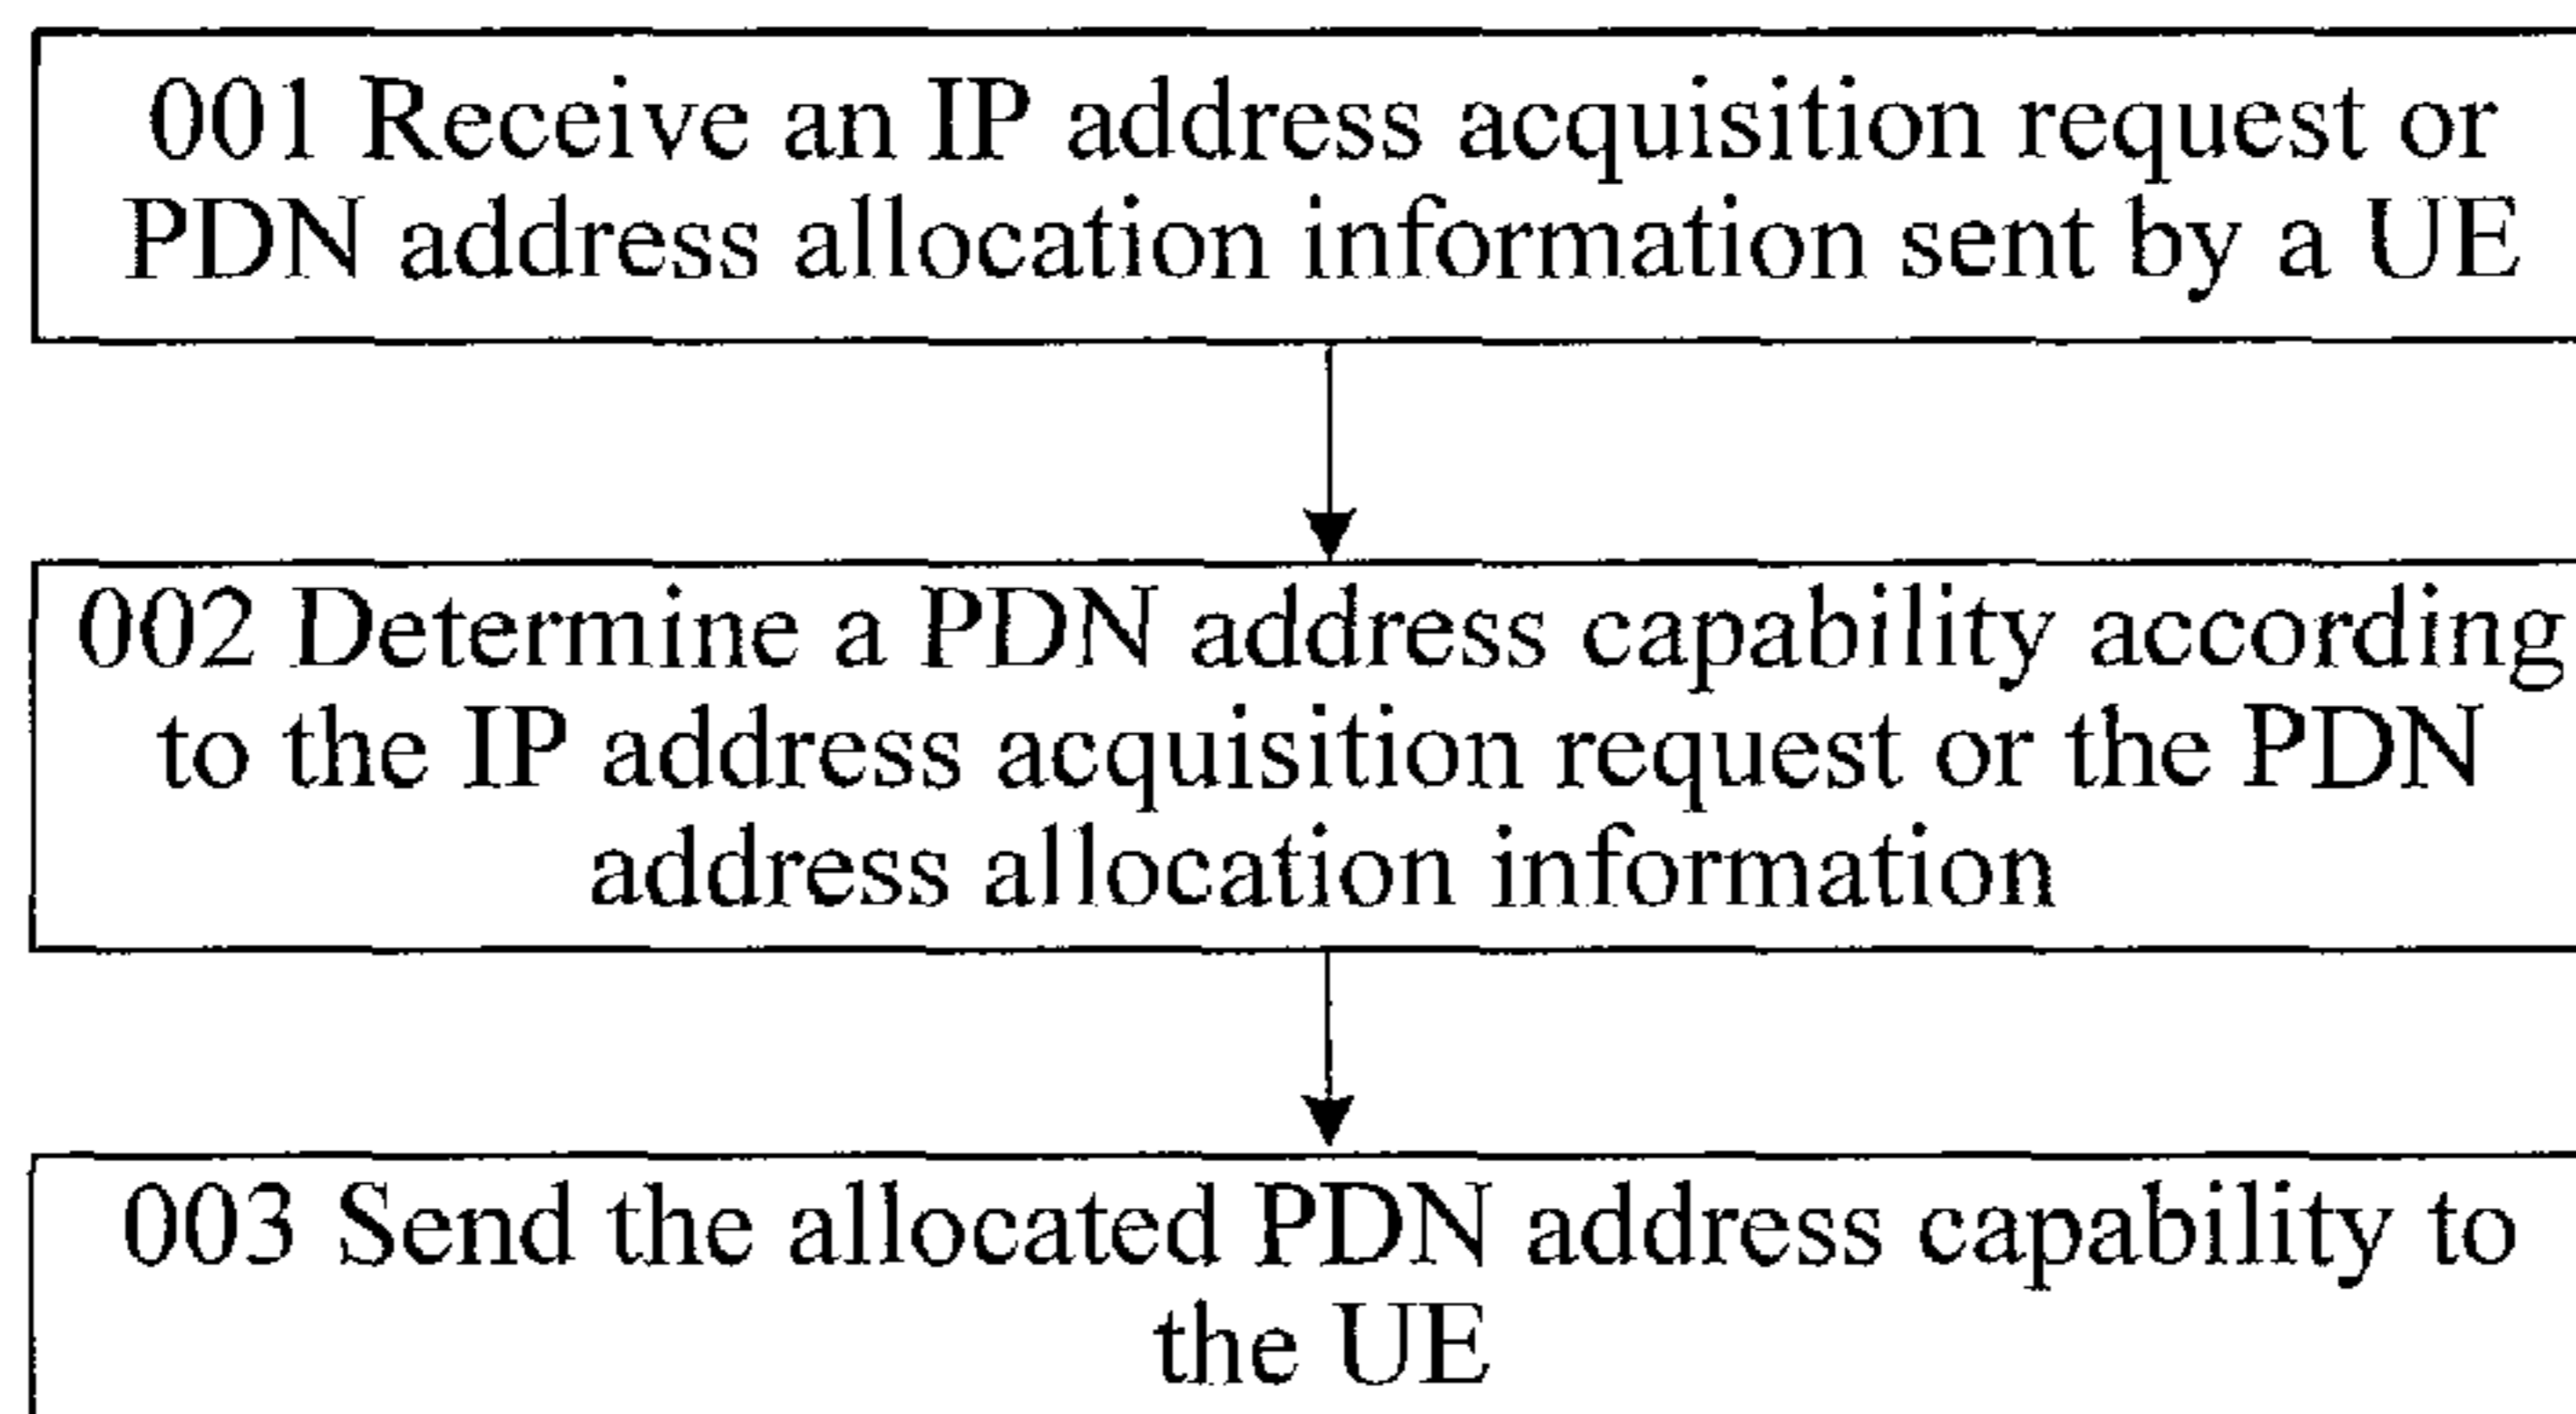 001 Receive an IP address acquisition request or
PDN address allocation information sent by a UE
002 Determine a PDN address capability according
to the IP address acquisition request or the PDN
address allocation information
003 Send the allocated PDN address capability to
the UE